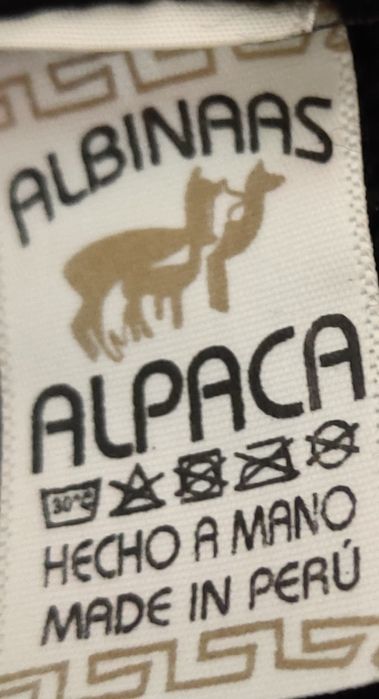 ALBINAAS
ALPACA
30°C
HECHO A MANO
MADE IN PERÚ